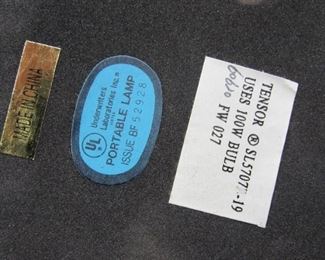 MADE IN CHINA
UL
Underwriters
Laboratories Inc.®
PORTABLE LAMP
ISSUE BF 52928
TENSOR ® SL5707 -19
USES 100W BULB
FW 027